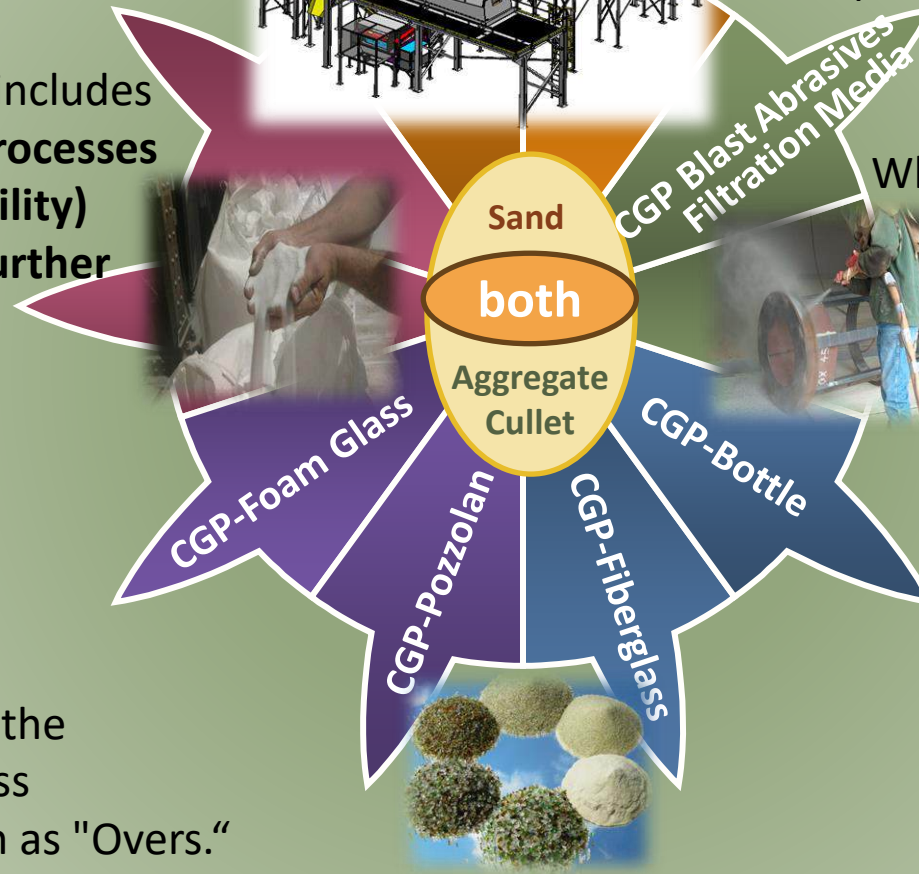 includes
rocesses
ility)
urther
CGP Blast Abrasives
Filtration Media
Wh
Sand
both
Aggregate
Cullet
CGP-Foam Glass
CGP-Pozzolan
CGP-Fiberglass
CGP-Bottle
the
ss
n as "Overs.“